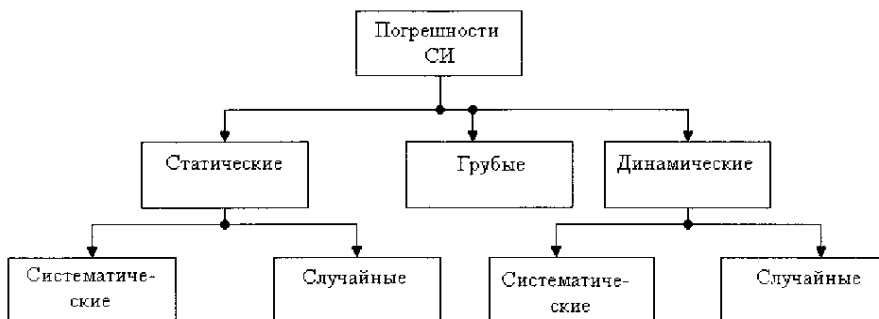 Погрешности
СИ
Статические
Грубые
Динамические
Систематиче-
ские
Случайные
Систематиче-
ские
Случайные